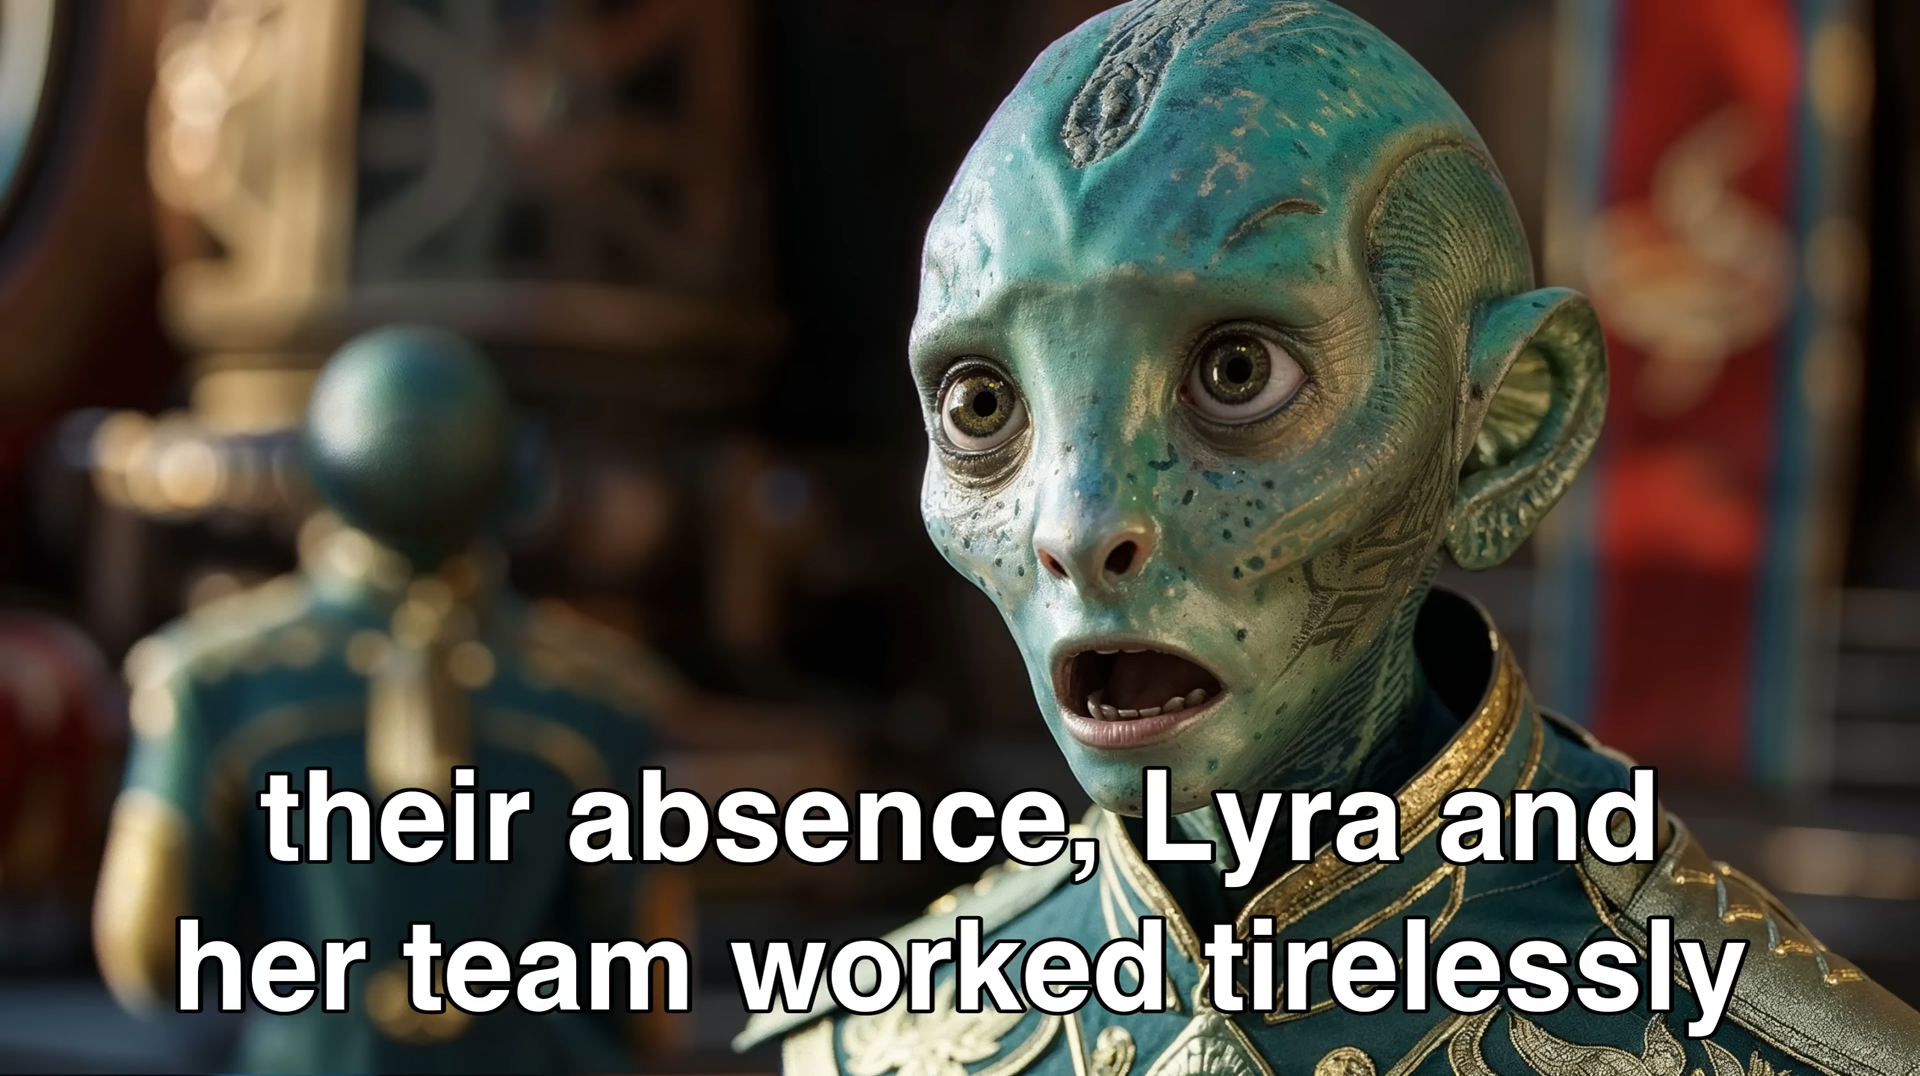 their absence, Lyra and
her team worked tirelessly